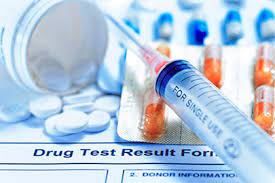 FOR SINGLE USE
Drug Test Result Form
2. DONOR INFORMATION